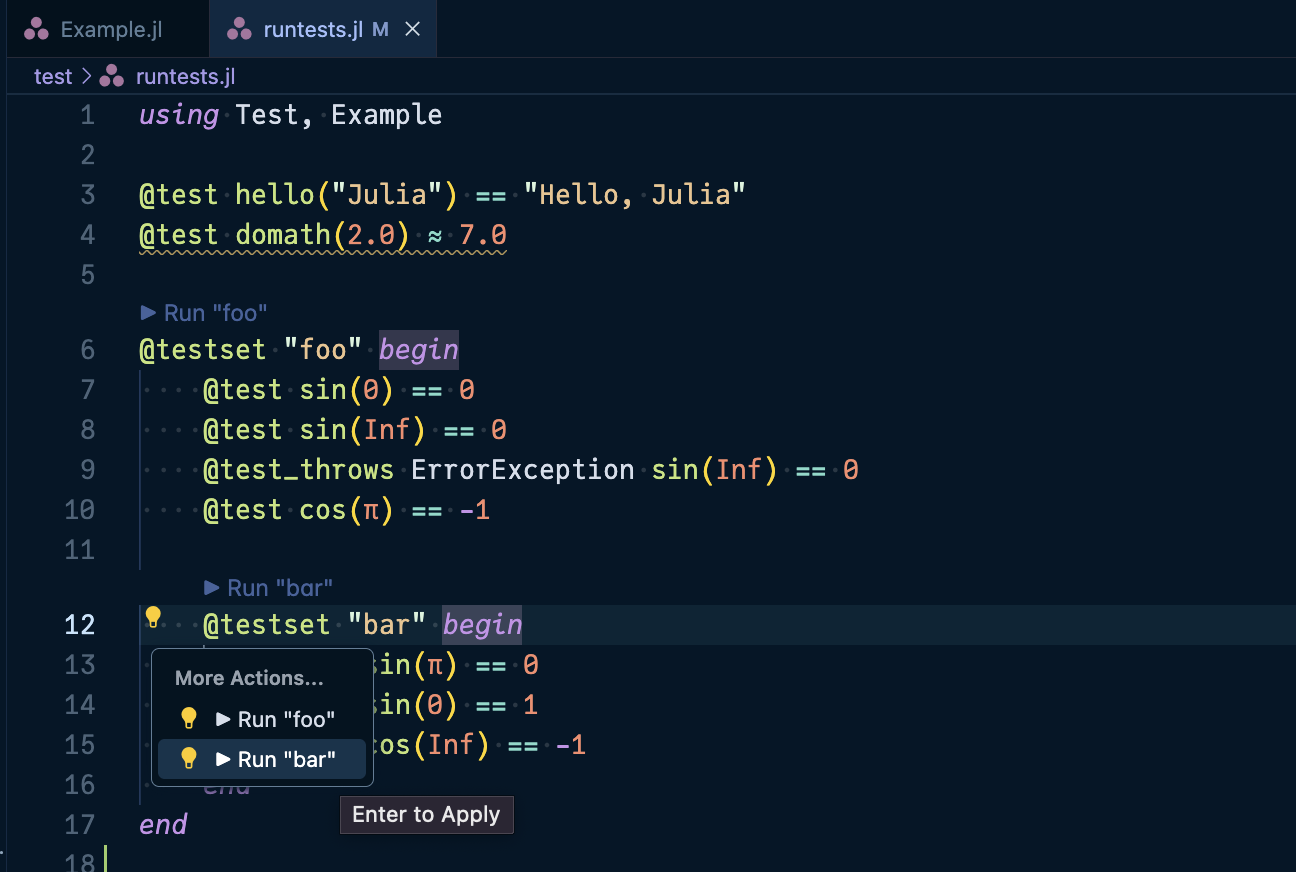 Example.jl
runtests.jl M
test > runtests.jl
1 using Test, Example
2
3 @test hello("Julia") == "Hello, Julia"
4 @test domath(2.0) ≈ 7.0
5
▶ Run "foo"
6 @testset "foo" begin
7 @test sin(0) == 0
8 @test sin(Inf) == 0
9 @test_throws ErrorException sin(Inf) == 0
10 @test cos(π) == -1
11
▶ Run "bar"
12 @testset "bar" begin
13 sin(π) == 0
14 sin(0) == 1
15 cos(Inf) == -1
16 end
17 end
18
More Actions...
▶ Run "foo"
▶ Run "bar"
Enter to Apply